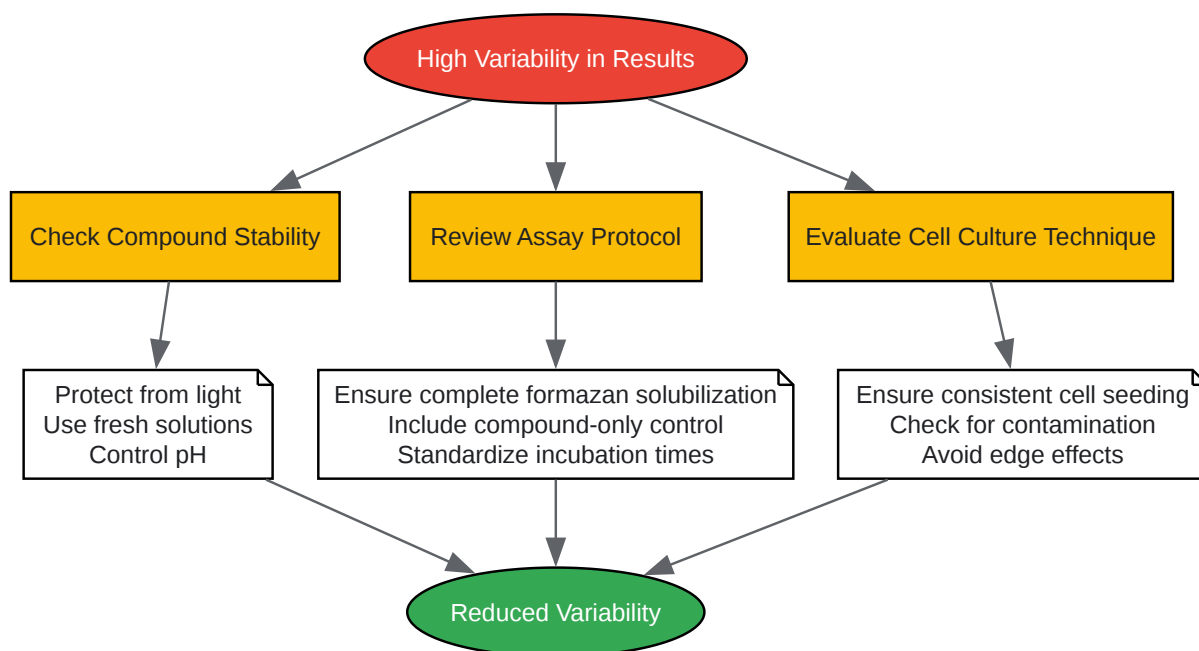 High Variability in Results
Check Compound Stability
Review Assay Protocol
Evaluate Cell Culture Technique
Protect from light
Use fresh solutions
Control pH
Ensure complete formazan solubilization
Include compound-only control
Standardize incubation times
Ensure consistent cell seeding
Check for contamination
Avoid edge effects
Reduced Variability